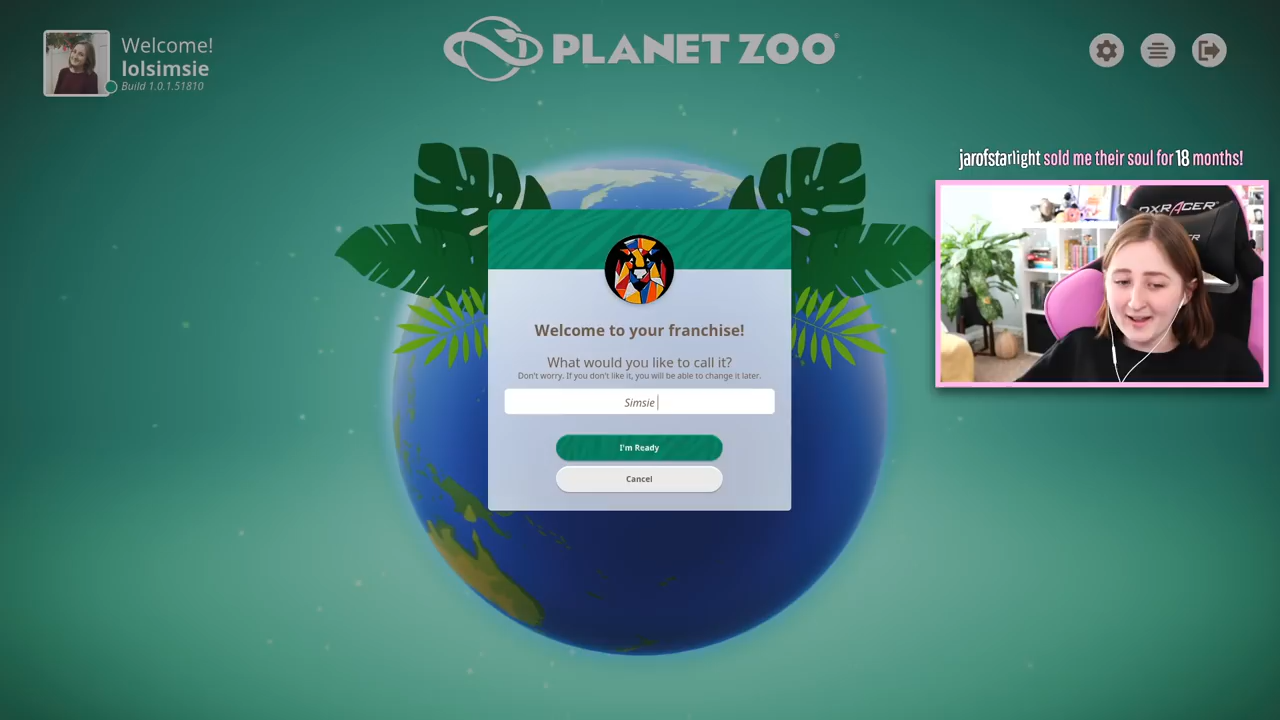 Welcome!
lolsimsie
Build 1.0.1.51810
PLANET ZOO
jarofstarlight sold me their soul for 18 months!
DXRACER
Welcome to your franchise!
What would you like to call it?
Don't worry. If you don't like it, you will be able to change it later.
Simsie
I'm Ready
Cancel